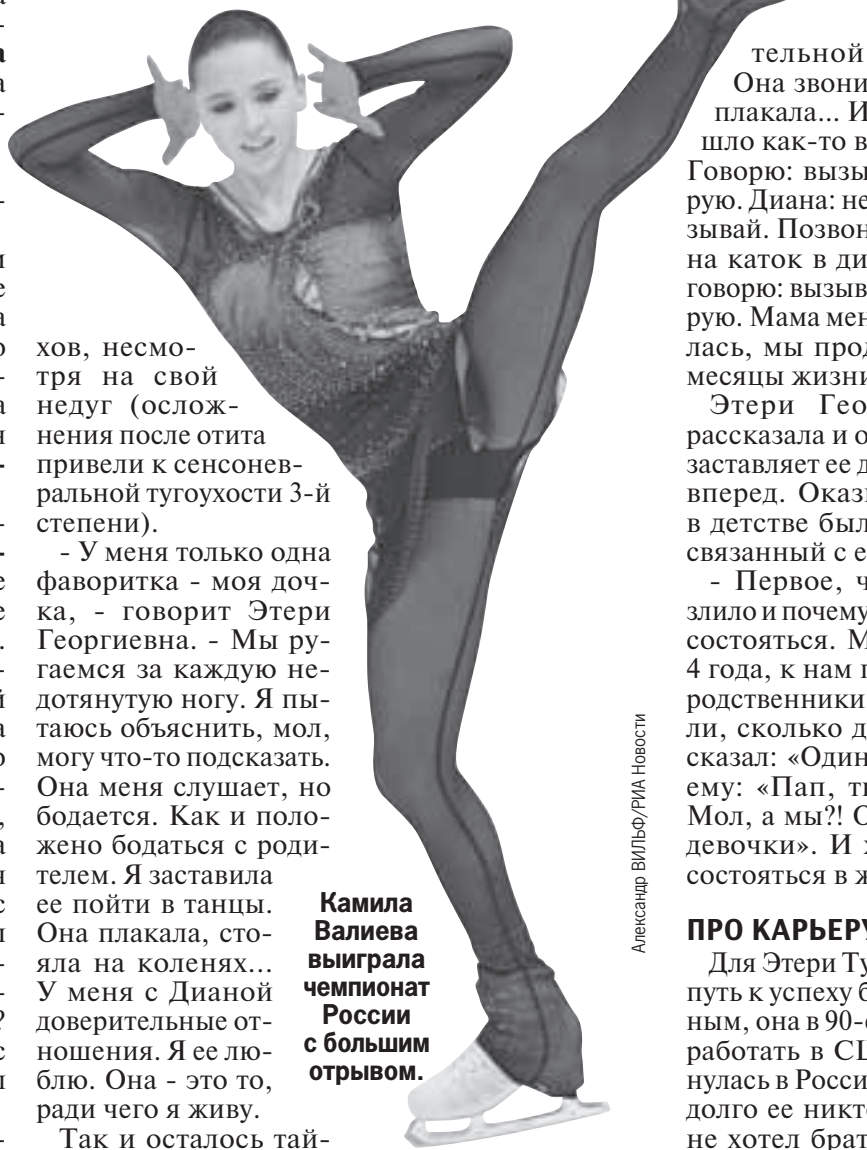 хов, несмо-
тря на свой
недуг (ослож-
нения после отита
привели к сенсонев-
ральной тугоухости 3-й
степени).
- У меня только одна
фаворитка - моя доч-
ка, - говорит Этери
Георгиевна. - Мы ру-
гаемся за каждую не-
дотянутую ногу. Я пы-
таюсь объяснить, мол,
могу что-то подсказать.
Она меня слушает, но
бодается. Как и поло-
жено бодаться с роди-
телем. Я заставила
ее пойти в танцы.
Она плакала, сто-
яла на коленях...
У меня с Дианой
доверительные от-
ношения. Я ее лю-
блю. Она - это то,
ради чего я живу.
Так и осталось тай-
Камила
Валиева
выиграла
чемпионат
России
с большим
отрывом.
Александр ВИЛЬФ/РИА Новости
тельной
Она звони
плакала... И
шло как-то в
Говорю: вызы
рую. Диана: не
зывай. Позвон
на каток в ди
говорю: вызыв
рую. Мама мен
лась, мы прод
месяцы жизни
Этери Гео
рассказала и о
заставляет ее д
вперед. Оказ
в детстве был
связанный с е
- Первое, ч
злило и почему
состояться. М
4 года, к нам п
родственники
ли, сколько д
сказал: «Один
ему: «Пап, т
Мол, а мы?! О
девочки». И х
состояться в ж
ПРО КАРЬЕРУ
Для Этери Ту
путь к успеху б
ным, она в 90-
работать в СШ
нулась в Росси
долго ее никт
не хотел брат